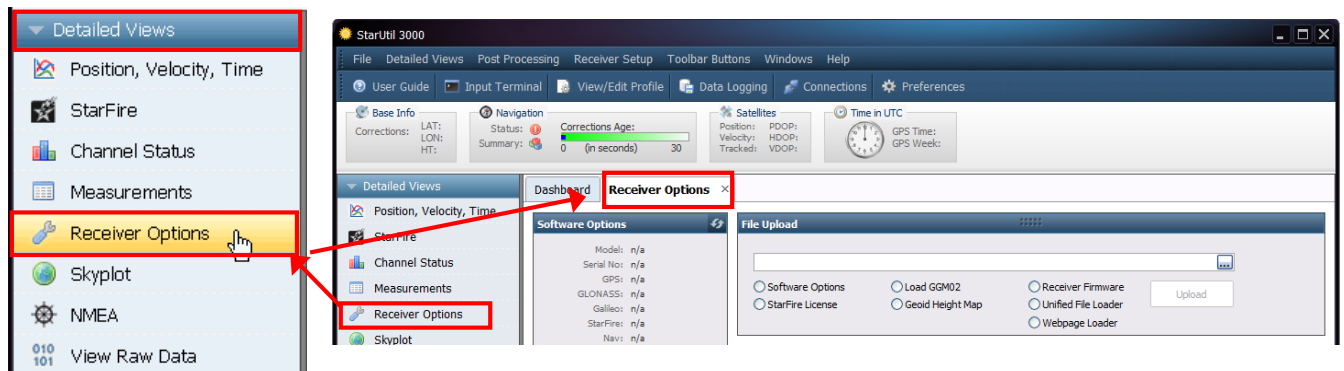 Detailed Views
Position, Velocity, Time
StarFire
Channel Status
Measurements
Receiver Options
Skyplot
NMEA
010
101
View Raw Data
StarUtil 3000
File Detailed Views Post Processing Receiver Setup Toolbar Buttons Windows Help
User Guide Input Terminal View/Edit Profile Data Logging Connections Preferences
Base Info
Corrections: LAT:
LON:
HT:
Navigation
Status:
Summary:
Corrections Age:
0 (in seconds) 30
Satellites
Position: PDOP:
Velocity: HDOP:
Tracked: VDOP:
Time in UTC
GPS Time:
GPS Week:
Detailed Views
Position, Velocity, Time
StarFire
Channel Status
Measurements
Receiver Options
Skyplot
Dashboard Receiver Options ×
Software Options
Model: n/a
Serial No: n/a
GPS: n/a
GLONASS: n/a
Galileo: n/a
StarFire: n/a
Nav: n/a
File Upload
...
Software Options Load GGM02 Receiver Firmware
StarFire License Geoid Height Map Unified File Loader
Webpage Loader
Upload